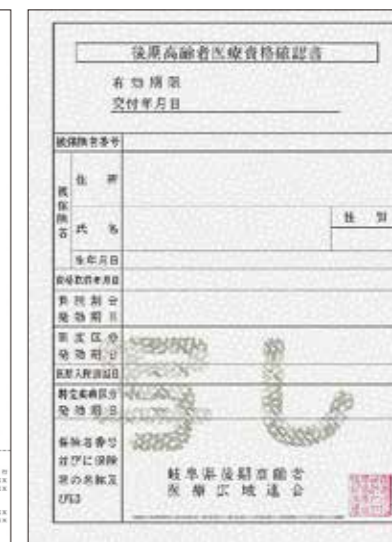 後期高齢者医療資格確認書
有効期限
交付年月日
被保険者番号
被保険者
住所
氏名
性別
生年月日
資格取得年月日
負担割合
発効期日
限度区分
発効期日
長期入院該当日
特定疾病区分
発効期日
保険者番号
並びに保険
者の名称及
び印
岐阜県後期高齢者
医療広域連合